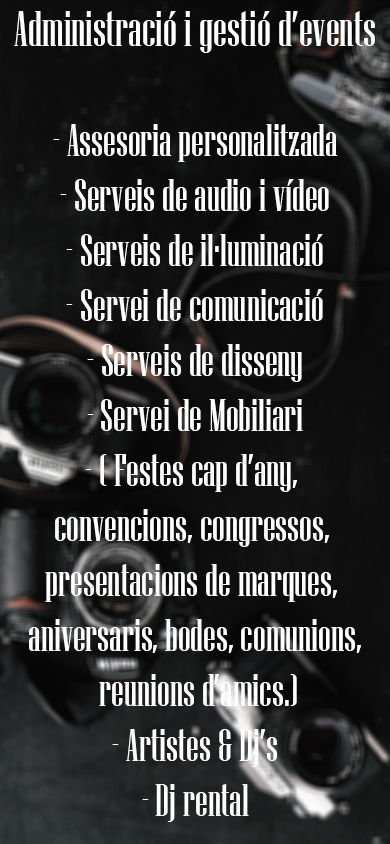 Administració i gestió d'events
- Assesoria personalitzada
- Serveis de audio i vídeo
- Serveis de il·luminació
- Servei de comunicació
- Serveis de disseny
- Servei de Mobiliari
- ( Festes cap d'any,
convencions, congressos,
presentacions de marques,
aniversaris, bodes, comunions,
reunions d'amics.)
- Artistes & Dj's
- Dj rental